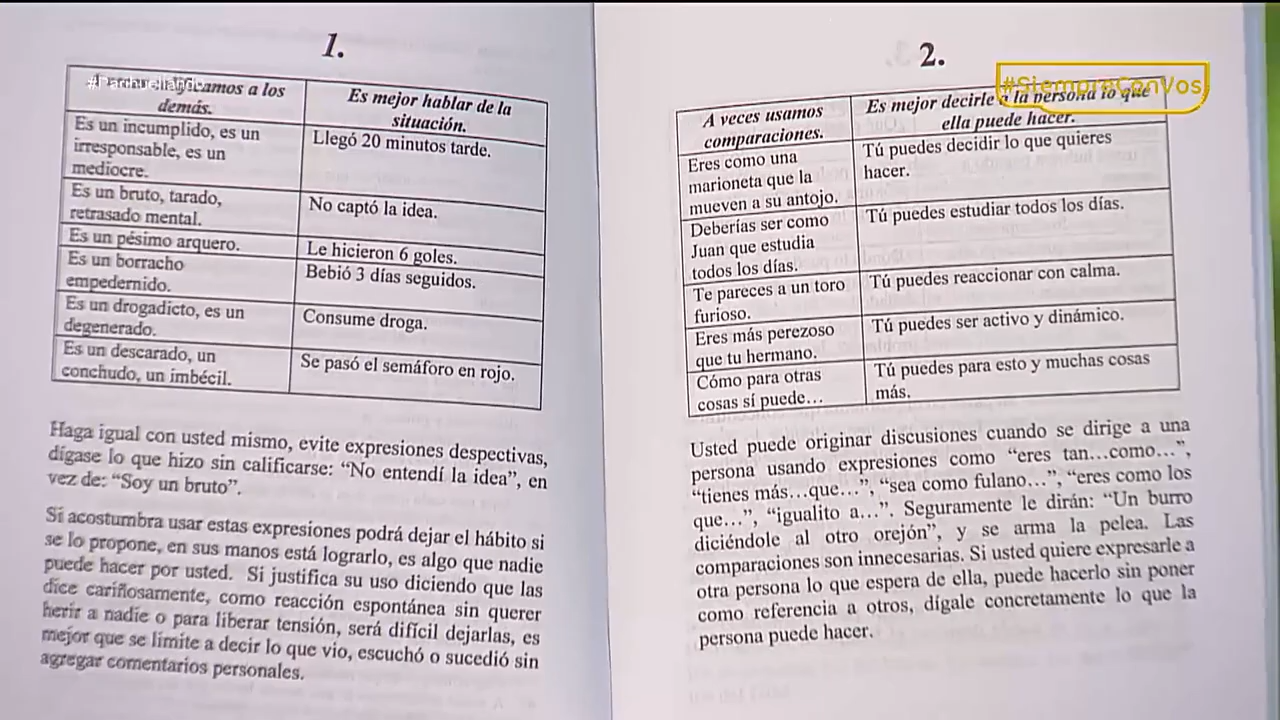 1.
#Parchuellando
calificamos a los
demás.
Es mejor hablar de la
situación.
Es un incumplido, es un
irresponsable, es un
mediocre.
Llegó 20 minutos tarde.
Es un bruto, tarado,
retrasado mental.
No captó la idea.
Es un pésimo arquero.
Le hicieron 6 goles.
Es un borracho
empedernido.
Bebió 3 días seguidos.
Es un drogadicto, es un
degenerado.
Consume droga.
Es un descarado, un
conchudo, un imbécil.
Se pasó el semáforo en rojo.
Haga igual con usted mismo, evite expresiones despectivas,
dígase lo que hizo sin calificarse: “No entendí la idea”, en
vez de: “Soy un bruto”.
Si acostumbra usar estas expresiones podrá dejar el hábito si
se lo propone, en sus manos está lograrlo, es algo que nadie
puede hacer por usted. Si justifica su uso diciendo que las
dice cariñosamente, como reacción espontánea sin querer
herir a nadie o para liberar tensión, será difícil dejarlas, es
mejor que se limite a decir lo que vio, escuchó o sucedió sin
agregar comentarios personales.
2.
#SiempreConVos
A veces usamos
comparaciones.
Es mejor decirle a la persona lo que
ella puede hacer.
Eres como una
marioneta que la
mueven a su antojo.
Tú puedes decidir lo que quieres
hacer.
Deberías ser como
Juan que estudia
todos los días.
Tú puedes estudiar todos los días.
Te pareces a un toro
furioso.
Tú puedes reaccionar con calma.
Eres más perezoso
que tu hermano.
Tú puedes ser activo y dinámico.
Cómo para otras
cosas sí puede…
Tú puedes para esto y muchas cosas
más.
Usted puede originar discusiones cuando se dirige a una
persona usando expresiones como “eres tan…como…”,
“tienes más…que…”, “sea como fulano…”, “eres como los
que…”, “igualito a…”. Seguramente le dirán: “Un burro
diciéndole al otro orejón”, y se arma la pelea. Las
comparaciones son innecesarias. Si usted quiere expresarle a
otra persona lo que espera de ella, puede hacerlo sin poner
como referencia a otros, dígale concretamente lo que la
persona puede hacer.